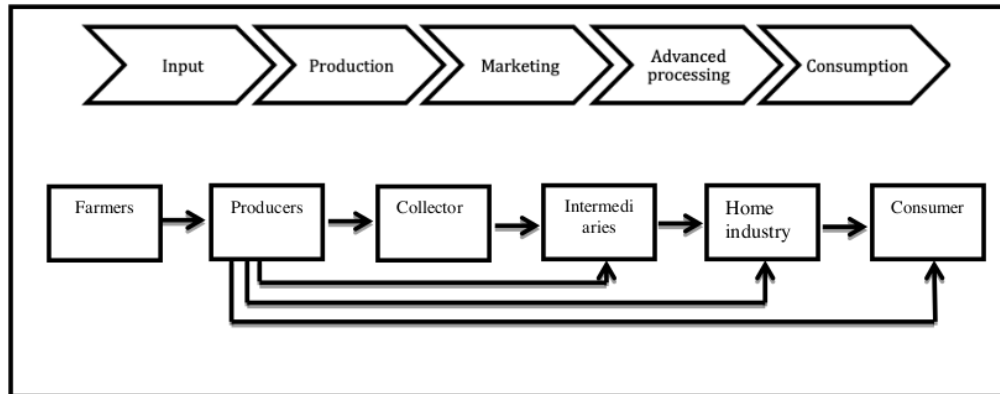 Input
Production
Marketing
Advanced
processing
Consumption
Farmers
Producers
Collector
Intermedi
aries
Home
industry
Consumer